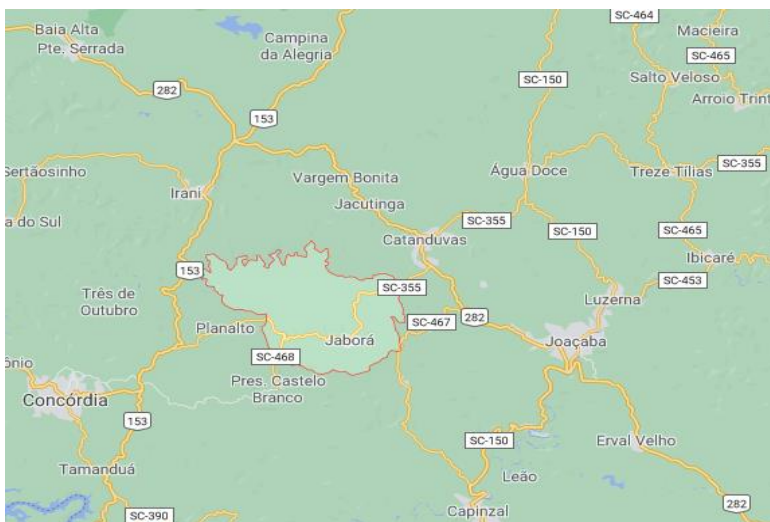 SC-464
Baia Alta
Pte. Serrada
Campina
da Alegria
Macieira
SC-465
SC-150
Salto Veloso
282
Arroio Trint
153
Sertãosinho
Vargem Bonita
Água Doce
Treze Tílias
SC-355
Irani
Jacutinga
a do Sul
SC-355
Catanduvas
SC-150
SC-465
Ibicaré
153
SC-453
SC-355
Três de
Outubro
Luzerna
Planalto
SC-467
282
Jaborá
Joaçaba
SC-468
ônio
Pres. Castelo
Branco
Concórdia
153
SC-150
Erval Velho
Tamanduá
Leão
282
SC-390
Capinzal